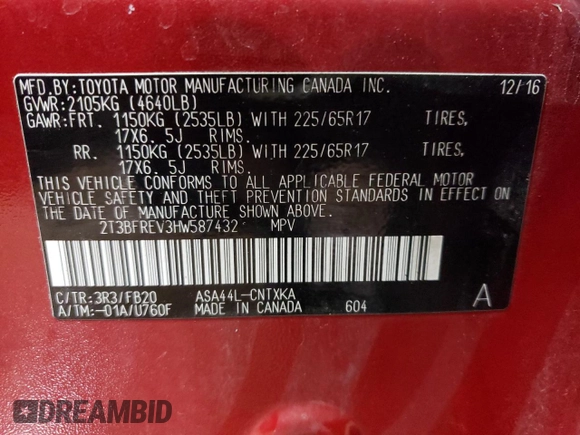 MFD.BY:TOYOTA MOTOR MANUFACTURING CANADA INC. 12/16
GVWR:2105KG (4640LB)
GAWR:FRT. 1150KG (2535LB) WITH 225/65R17 TIRES,
17X6.5J RIMS.
RR. 1150KG (2535LB) WITH 225/65R17 TIRES,
17X6.5J RIMS.
THIS VEHICLE CONFORMS TO ALL APPLICABLE FEDERAL MOTOR
VEHICLE SAFETY AND THEFT PREVENTION STANDARDS IN EFFECT ON
THE DATE OF MANUFACTURE SHOWN ABOVE.
2T3BFREV3HW587432 MPV
C/TR:3R3/FB20 ASA44L-CNTXKA A
A/TM:-01A/U760F MADE IN CANADA 604
DREAMBID